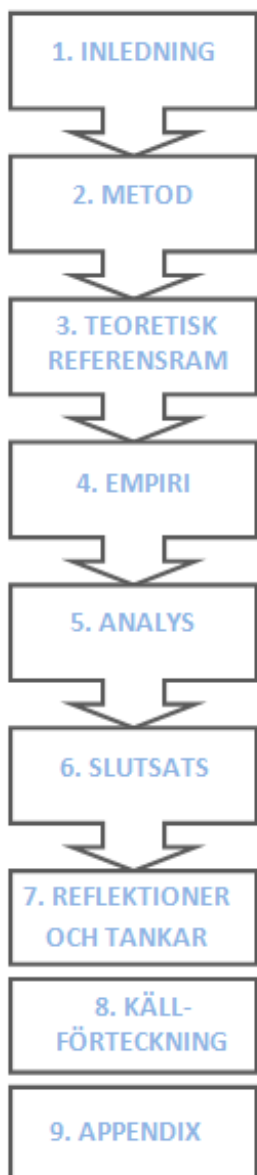 1. INLEDNING
2. METOD
3. TEORETISK
REFERENSRAM
4. EMPIRI
5. ANALYS
6. SLUTSATS
7. REFLEKTIONER
OCH TANKAR
8. KÄLL-
FÖRTECKNING
9. APPENDIX